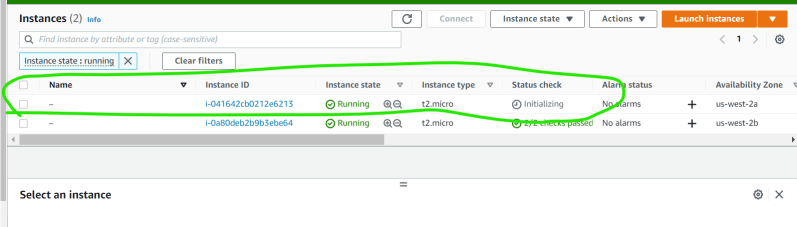 Instances (2) Info Connect Instance state Actions Launch instances
Find instance by attribute or tag (case-sensitive) 1
Instance state : running Clear filters
Name Instance ID Instance state Instance type Status check Alarm status Availability Zone
– i-041642cb0212e6213 Running t2.micro Initializing No alarms + us-west-2a
– i-0a80deb2b9b3ebe64 Running t2.micro 2/2 checks passed No alarms + us-west-2b
Select an instance